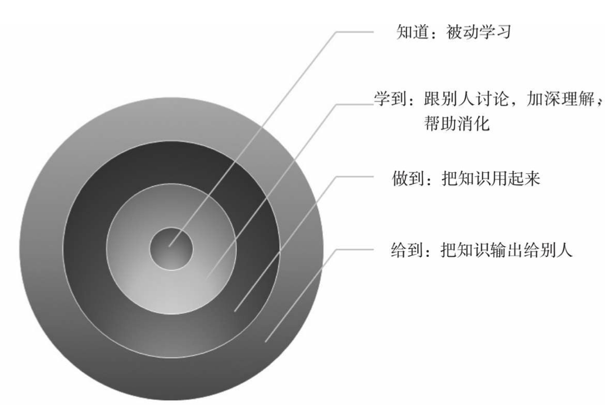 知道：被动学习
学到：跟别人讨论，加深理解，
帮助消化
做到：把知识用起来
给到：把知识输出给别人